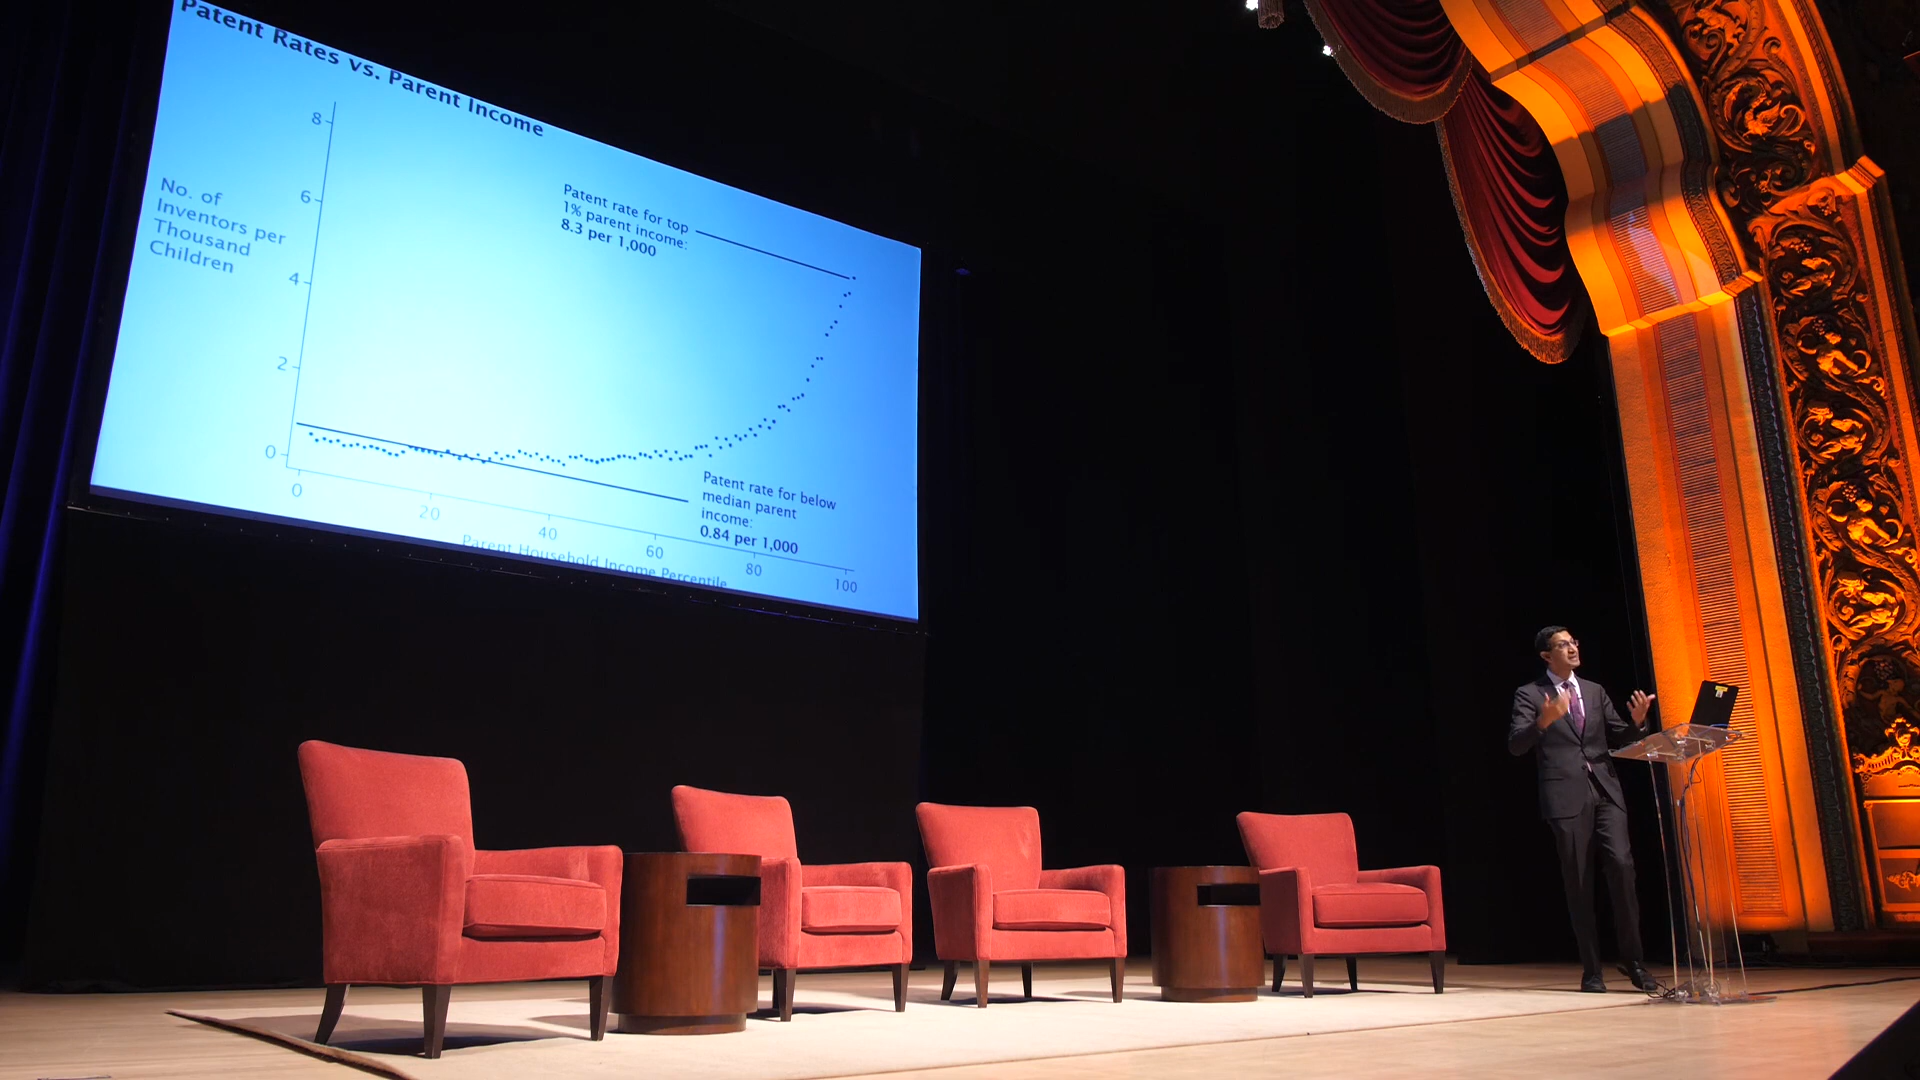 Patent Rates vs. Parent Income
8
6
4
2
0
No. of
Inventors per
Thousand
Children
Patent rate for top
1% parent income:
8.3 per 1,000
Patent rate for below
median parent
income:
0.84 per 1,000
0
20
40
60
80
100
Parent Household Income Percentile